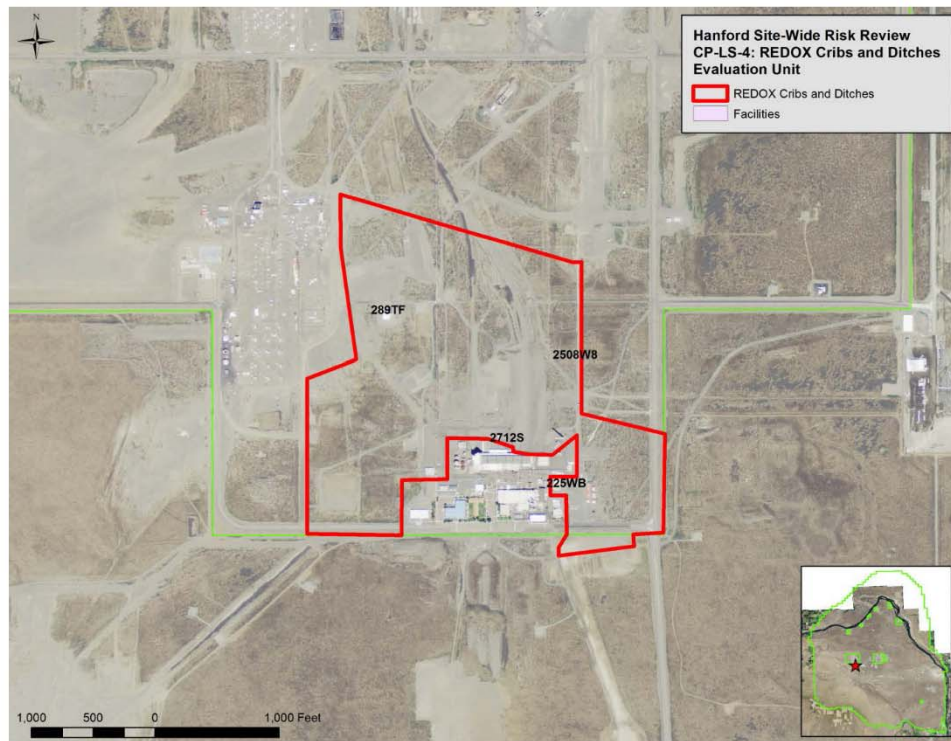 N
Hanford Site-Wide Risk Review
CP-LS-4: REDOX Cribs and Ditches
Evaluation Unit
REDOX Cribs and Ditches
Facilities
289TF
2508W8
2712S
225WB
1,000 500 0 1,000 Feet